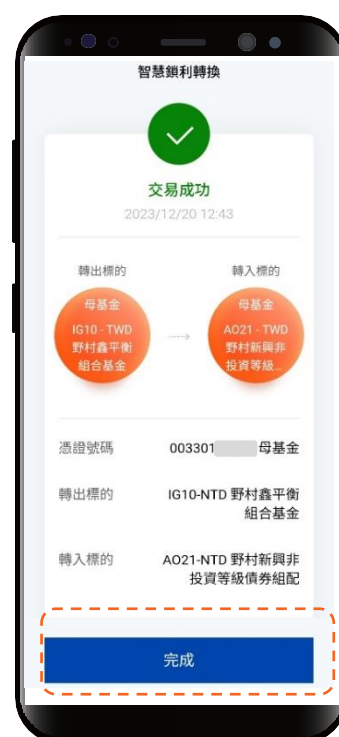 智慧鎖利轉換
交易成功
2023/12/20 12:43
轉出標的
轉入標的
母基金
IG10 - TWD
野村鑫平衡
組合基金
母基金
AO21 - TWD
野村新興非
投資等級...
憑證號碼
003301 母基金
轉出標的
IG10-NTD 野村鑫平衡
組合基金
轉入標的
AO21-NTD 野村新興非
投資等級債券組配
完成